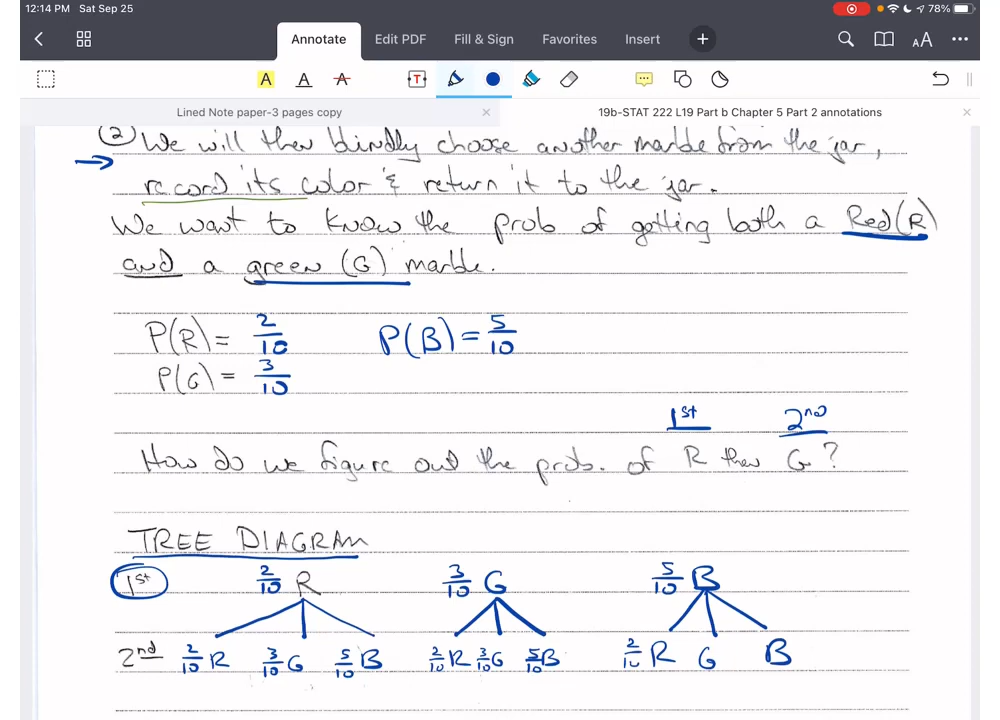 12:14 PM Sat Sep 25 78%
Annotate Edit PDF Fill & Sign Favorites Insert
Lined Note paper-3 pages copy 19b-STAT 222 L19 Part b Chapter 5 Part 2 annotations
(2) We will then blindly choose another marble from the jar,
record its color & return it to the jar.
We want to know the prob of getting both a Red (R)
and a green (G) marble.
P(R) = 2/10 P(B) = 5/10
P(G) = 3/10
1st 2nd
How do we figure out the prob. of R then G?
TREE DIAGRAM
1st 2/10 R 3/10 G 5/10 B
2nd 2/10 R 3/10 G 5/10 B 2/10 R 3/10 G 5/10 B 2/10 R G B